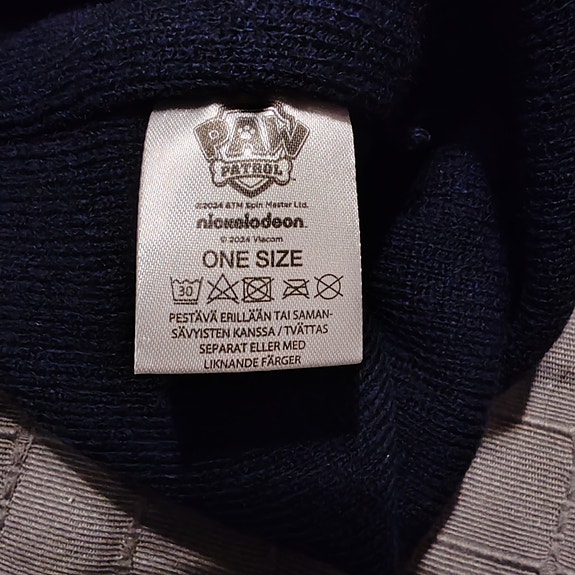 PAW
PATROL
©2024 &TM Spin Master Ltd.
nickelodeon
© 2024 Viacom
ONE SIZE
30
PESTÄVÄ ERILLÄÄN TAI SAMAN-
SÄVYISTEN KANSSA / TVÄTTAS
SEPARAT ELLER MED
LIKNANDE FÄRGER